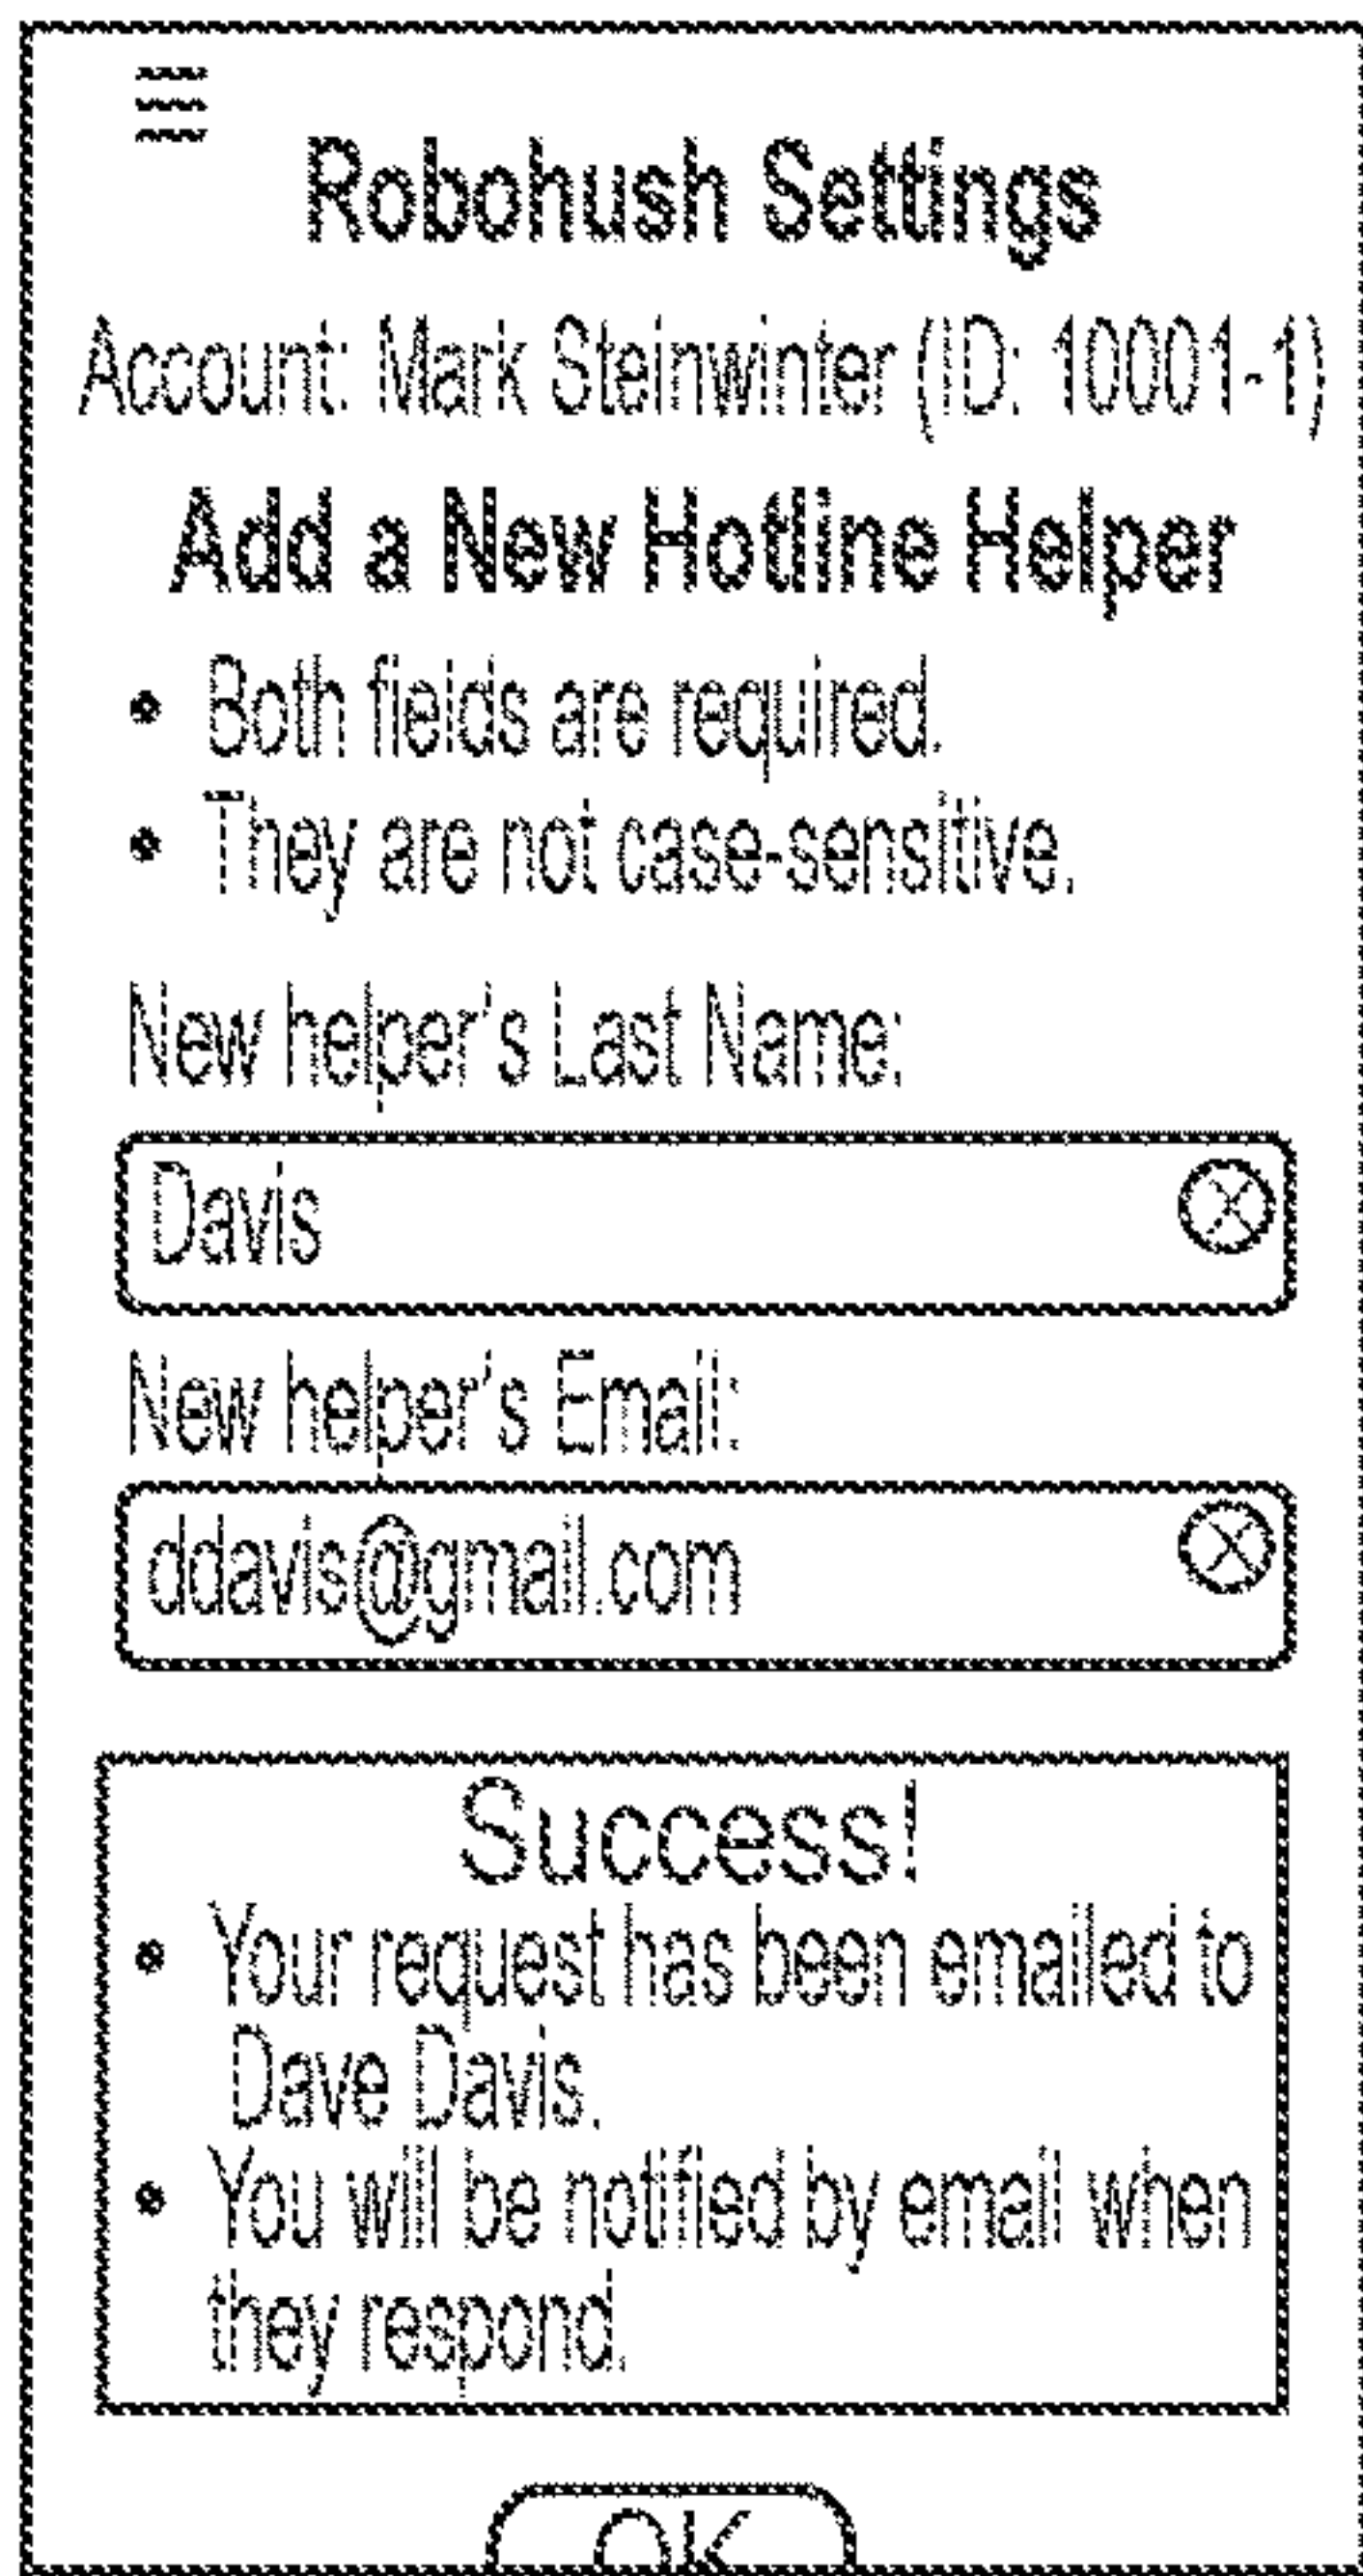 Robohush Settings
Account: Mark Steinwinter (ID: 10001-1)
Add a New Hotline Helper
• Both fields are required.
• They are not case-sensitive.
New helper's Last Name:
Davis
New helper's Email:
ddavis@gmail.com
Success!
• Your request has been emailed to
Dave Davis.
• You will be notified by email when
they respond.
OK